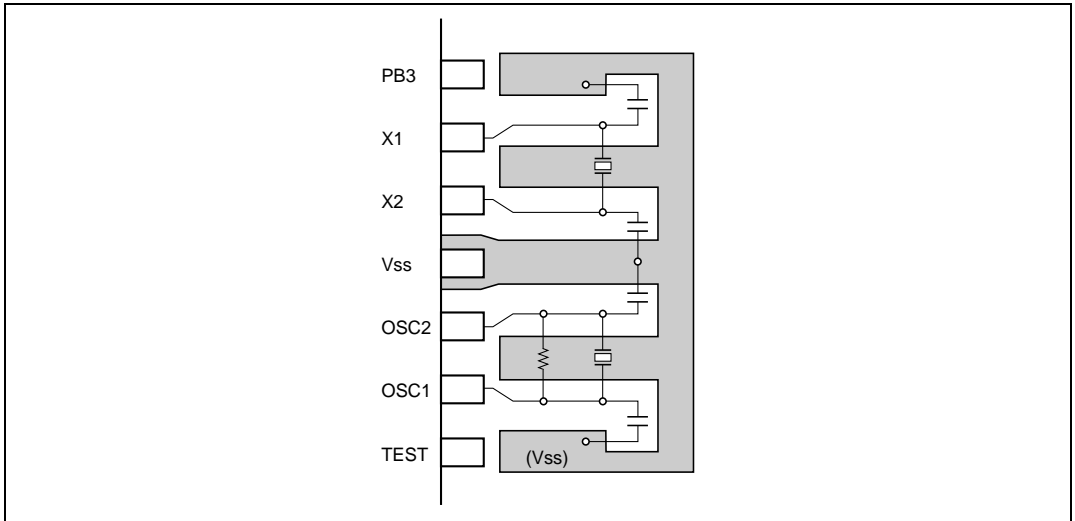 PB3
X1
X2
Vss
OSC2
OSC1
TEST
(Vss)